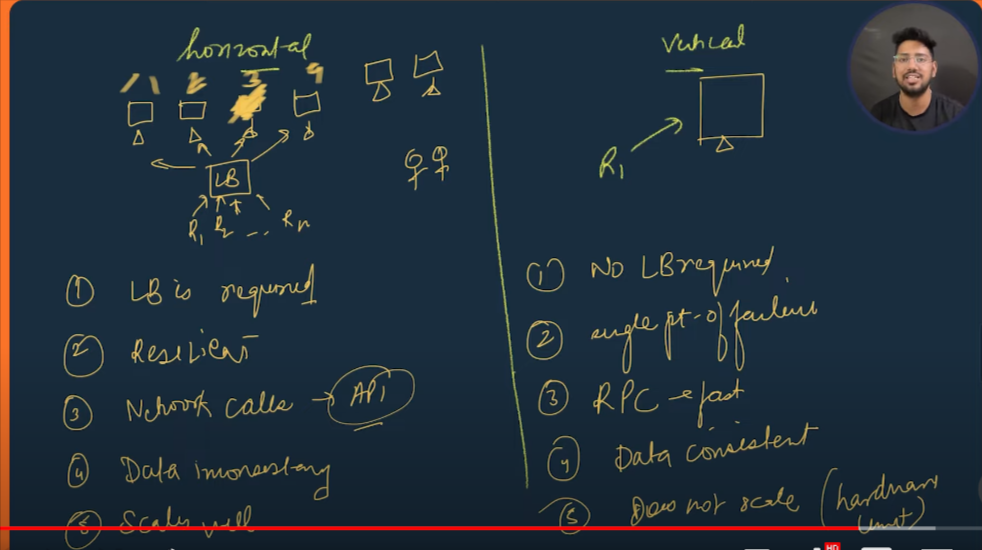 horizontal
1 2 3 4
LB
R1 R2 -- Rn
① LB is required
② Resilient
③ Network calls → API
④ Data inconsistency
⑤ Scales well
vertical
R1
① NO LB required
② single pt. of failure
③ RPC → fast
④ Data consistent
⑤ Does not scale (hardware limit)
HD